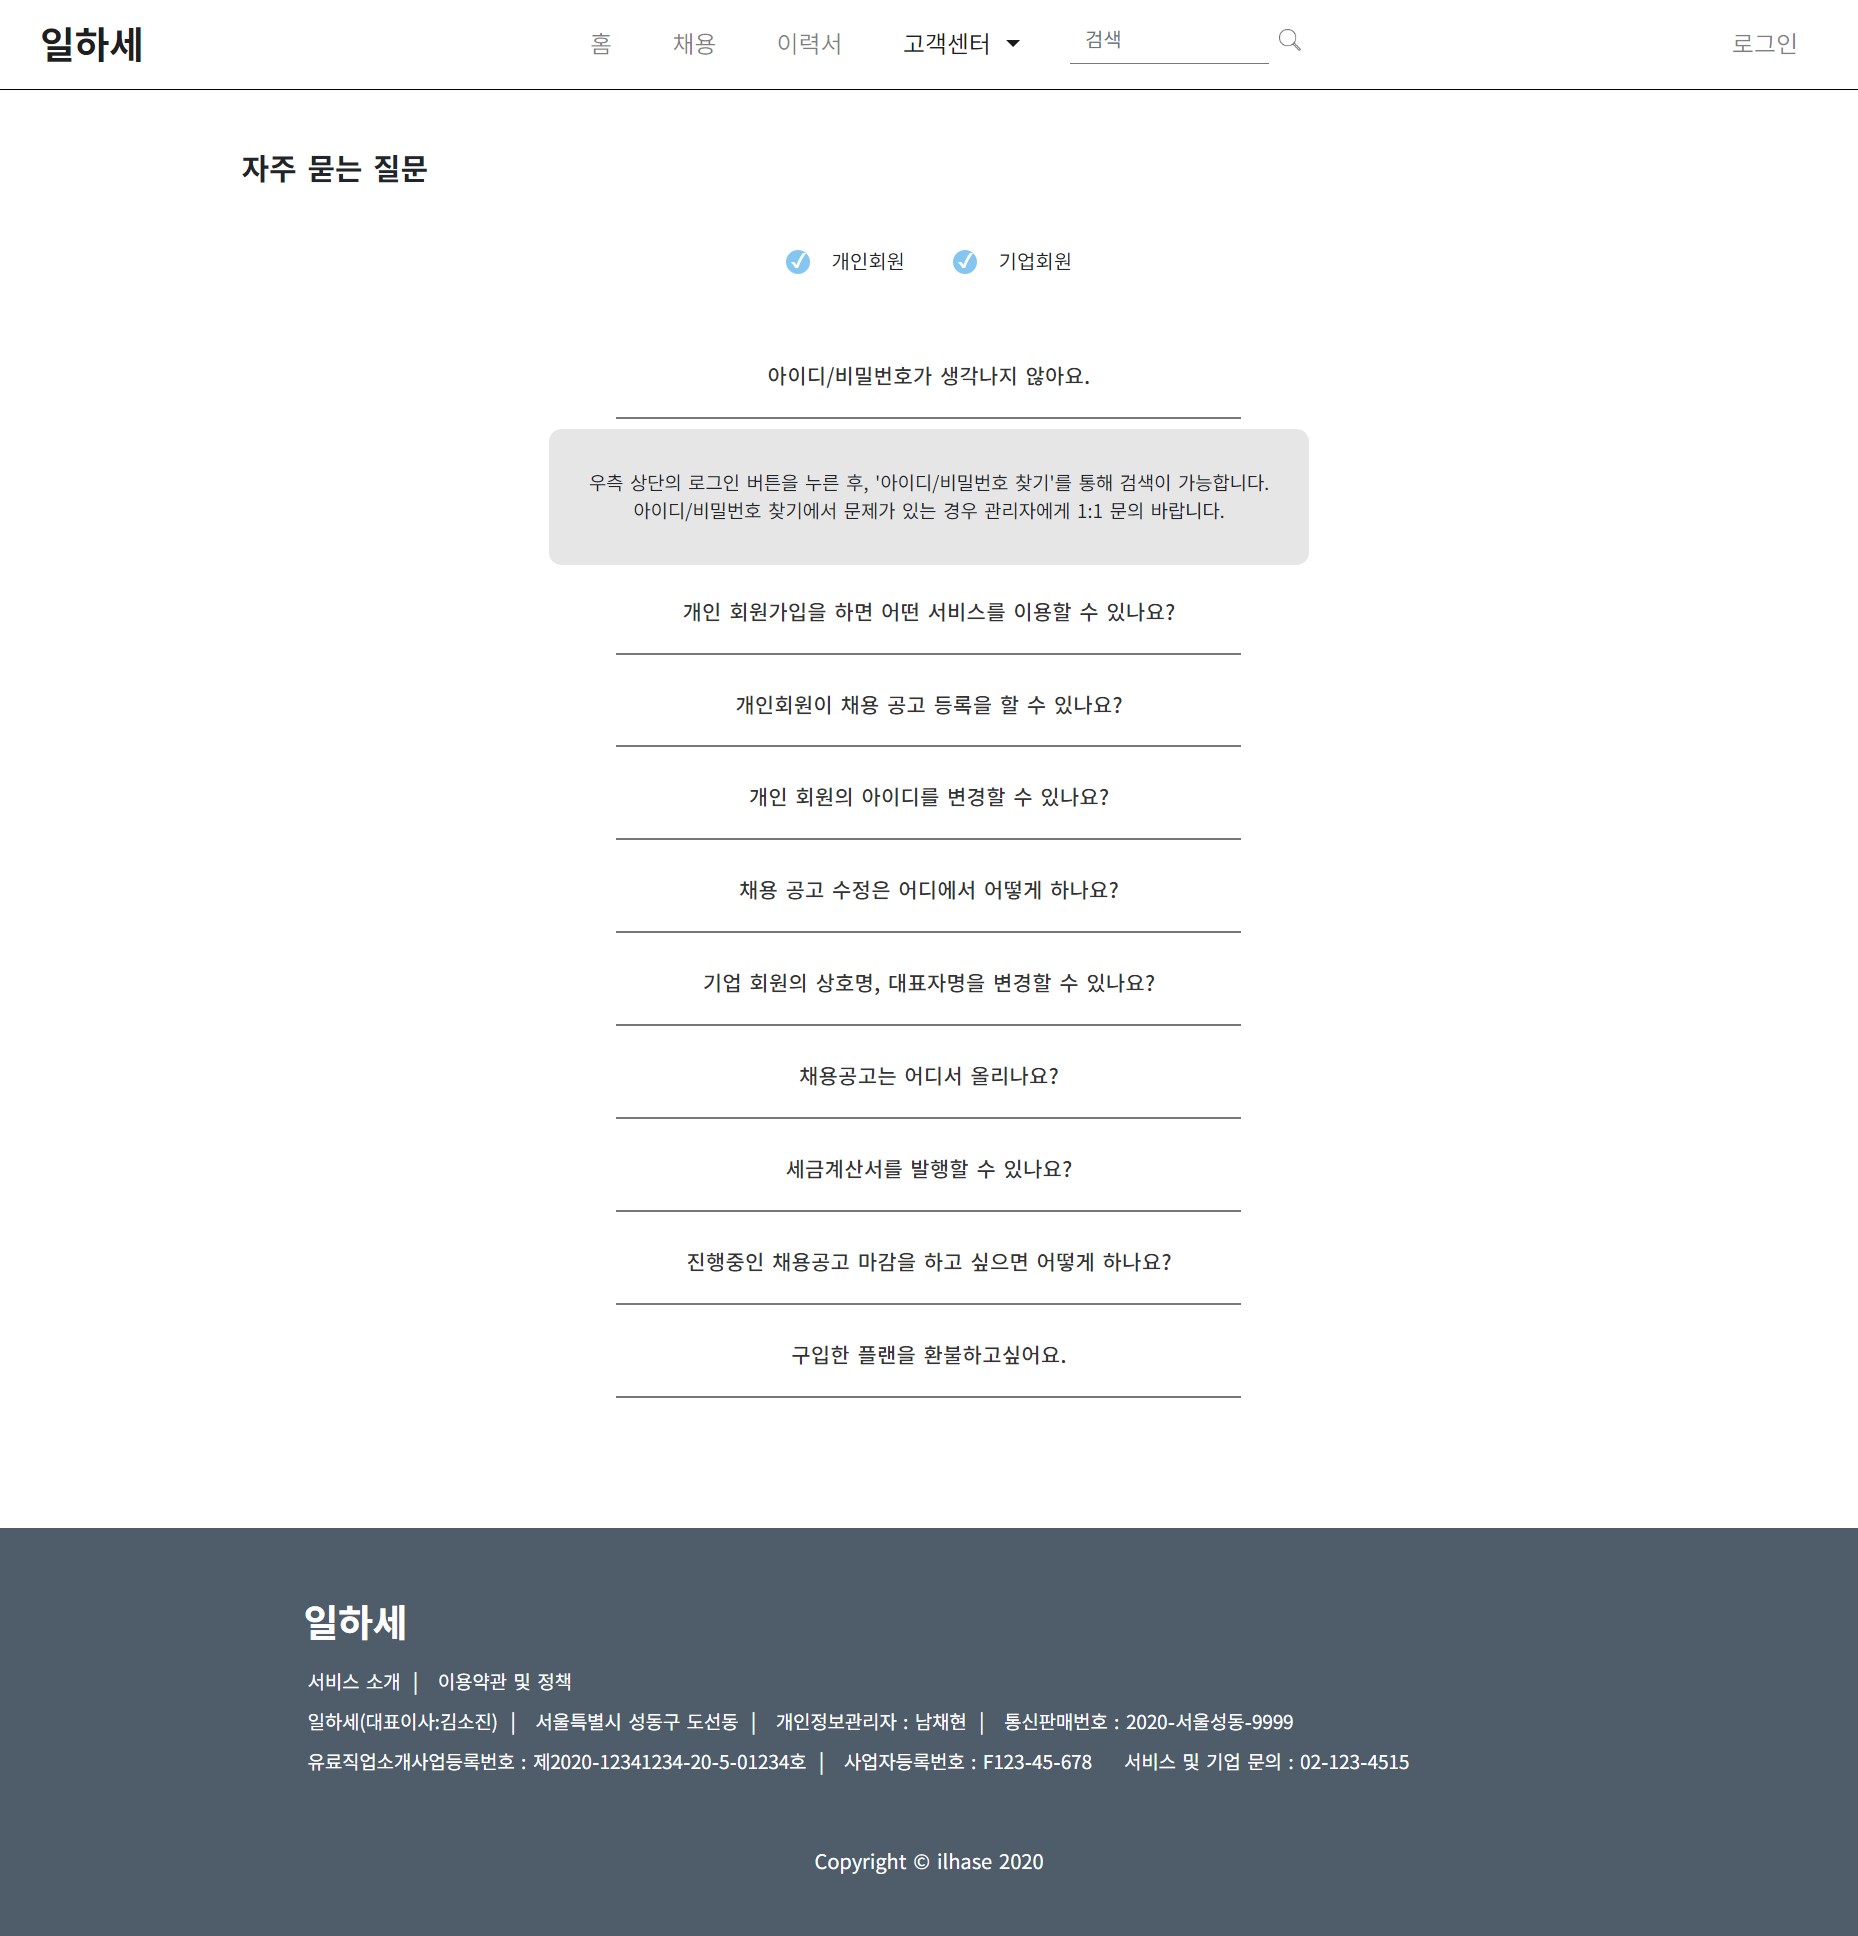 일하세
홈 채용 이력서 고객센터 검색 로그인
자주 묻는 질문
개인회원 기업회원
아이디/비밀번호가 생각나지 않아요.
우측 상단의 로그인 버튼을 누른 후, '아이디/비밀번호 찾기'를 통해 검색이 가능합니다.
아이디/비밀번호 찾기에서 문제가 있는 경우 관리자에게 1:1 문의 바랍니다.
개인 회원가입을 하면 어떤 서비스를 이용할 수 있나요?
개인회원이 채용 공고 등록을 할 수 있나요?
개인 회원의 아이디를 변경할 수 있나요?
채용 공고 수정은 어디에서 어떻게 하나요?
기업 회원의 상호명, 대표자명을 변경할 수 있나요?
채용공고는 어디서 올리나요?
세금계산서를 발행할 수 있나요?
진행중인 채용공고 마감을 하고 싶으면 어떻게 하나요?
구입한 플랜을 환불하고싶어요.
일하세
서비스 소개 | 이용약관 및 정책
일하세(대표이사:김소진) | 서울특별시 성동구 도선동 | 개인정보관리자 : 남채현 | 통신판매번호 : 2020-서울성동-9999
유료직업소개사업등록번호 : 제2020-12341234-20-5-01234호 | 사업자등록번호 : F123-45-678 서비스 및 기업 문의 : 02-123-4515
Copyright © ilhase 2020